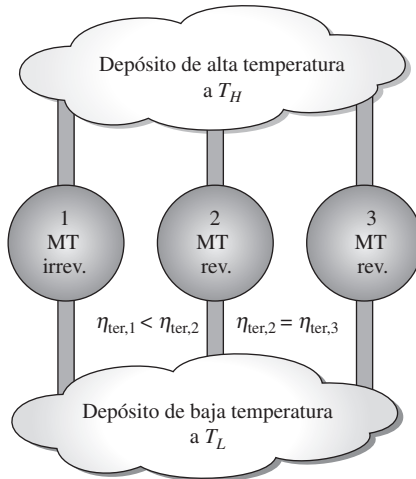 Depósito de alta temperatura
a T_H
1
MT
irrev.
2
MT
rev.
3
MT
rev.
η_ter,1 < η_ter,2
η_ter,2 = η_ter,3
Depósito de baja temperatura
a T_L